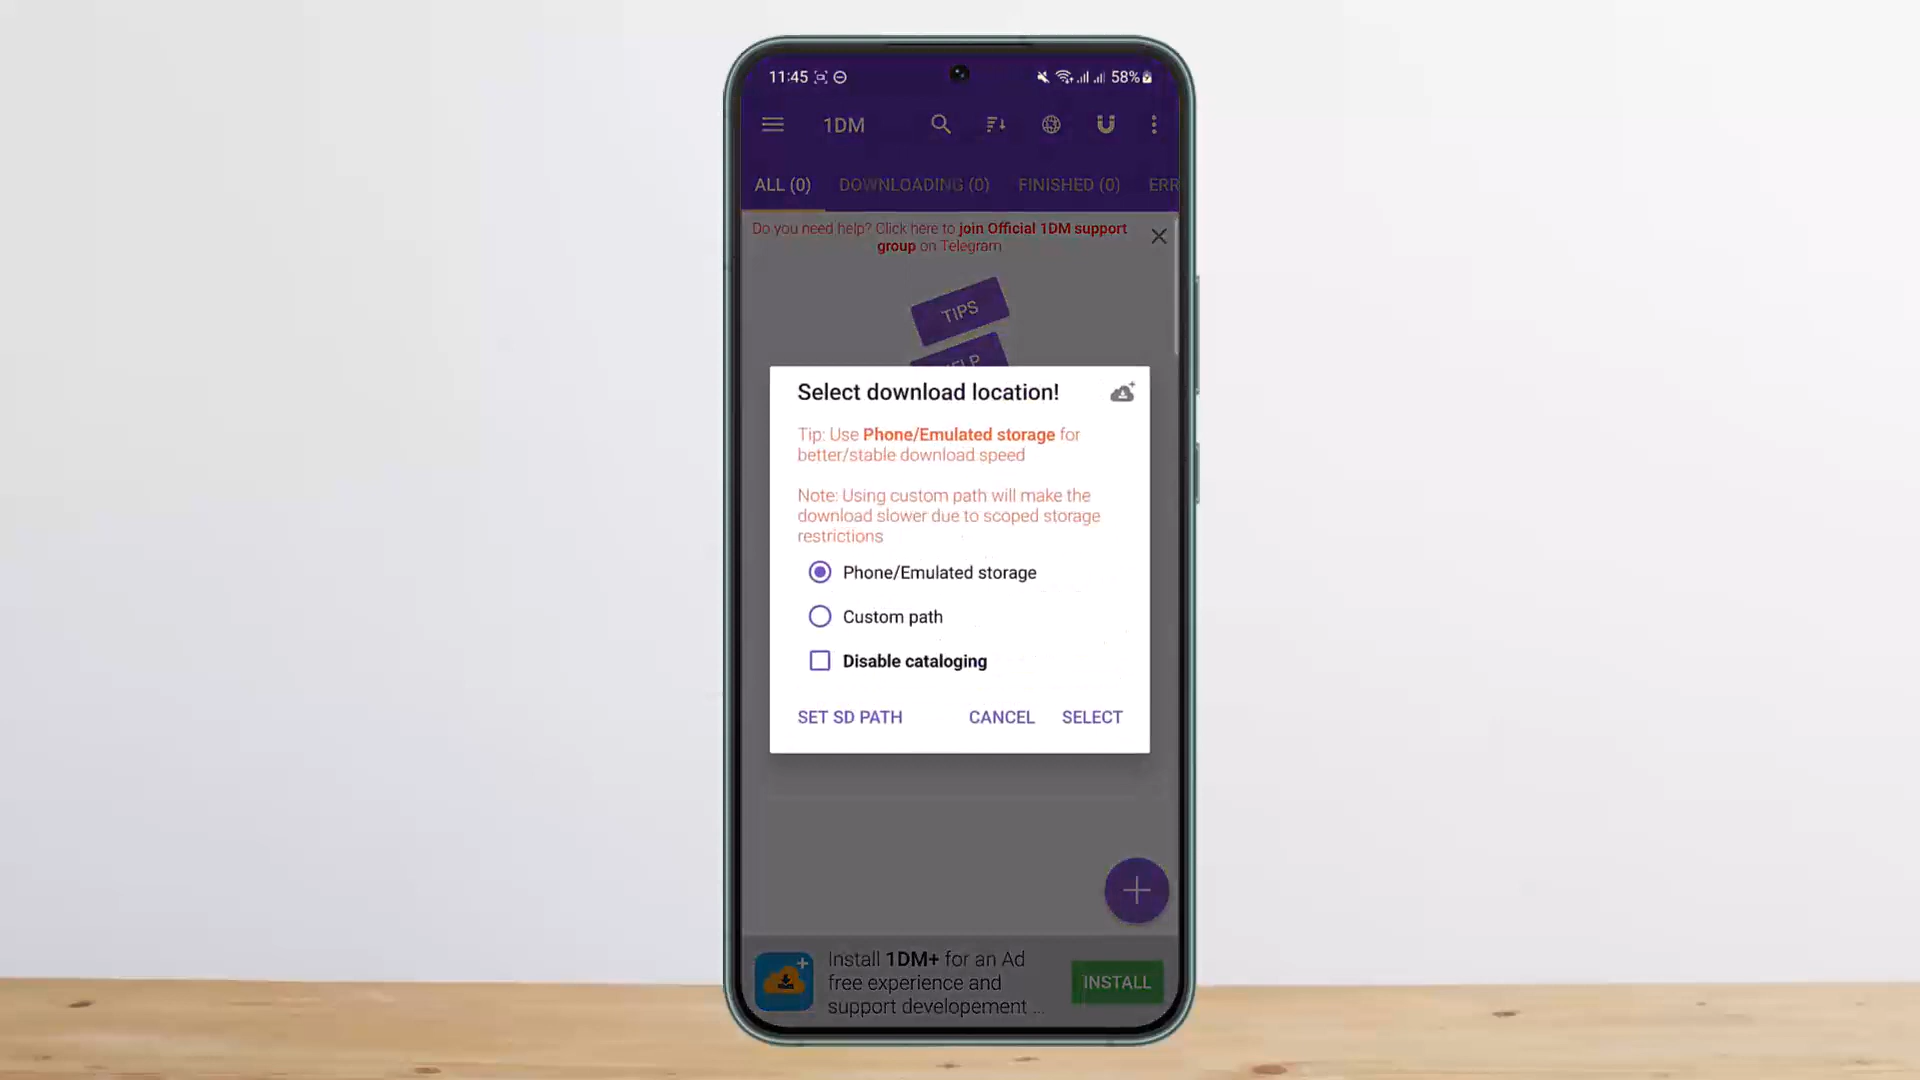 11:45
58%
1DM
ALL (0) DOWNLOADING (0) FINISHED (0) ERR
Do you need help? Click here to join Official 1DM support
group on Telegram
TIPS
HELP
Select download location!
Tip: Use Phone/Emulated storage for
better/stable download speed
Note: Using custom path will make the
download slower due to scoped storage
restrictions
Phone/Emulated storage
Custom path
Disable cataloging
SET SD PATH CANCEL SELECT
Install 1DM+ for an Ad
free experience and
support developement ...
INSTALL